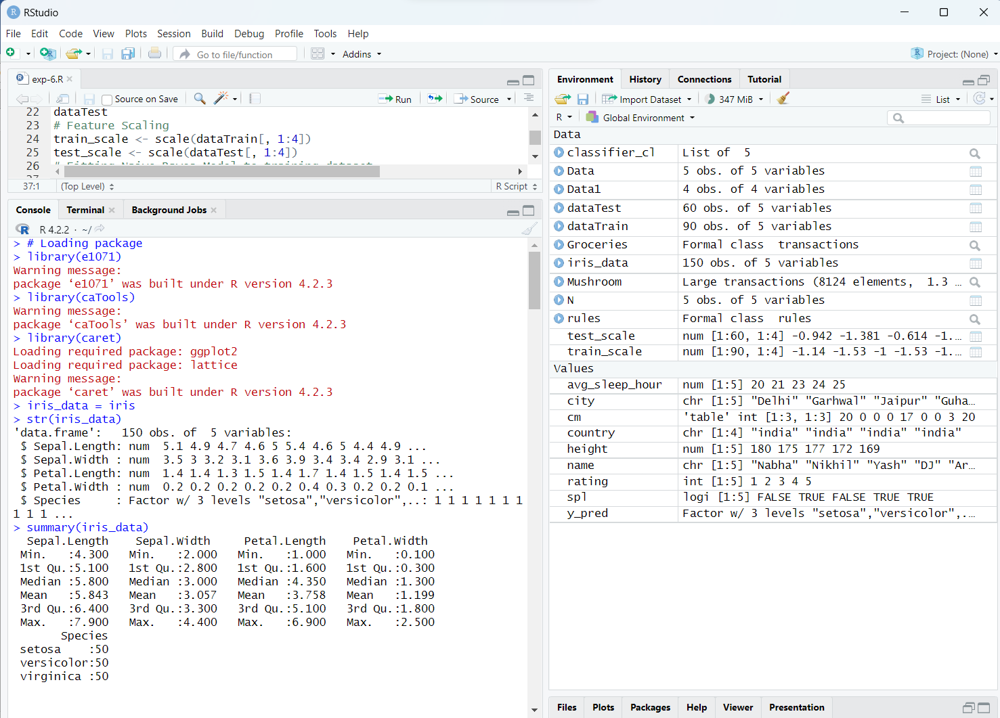 RStudio
File Edit Code View Plots Session Build Debug Profile Tools Help
Go to file/function Addins Project: (None)
exp-6.R
Source on Save Run Source
22 dataTest
23 # Feature Scaling
24 train_scale <- scale(dataTrain[, 1:4])
25 test_scale <- scale(dataTest[, 1:4])
26 # Fitting Naive Bayes Model to training dataset
37:1 (Top Level) R Script
Console Terminal Background Jobs
R 4.2.2 · ~/
> # Loading package
> library(e1071)
Warning message:
package ‘e1071’ was built under R version 4.2.3
> library(caTools)
Warning message:
package ‘caTools’ was built under R version 4.2.3
> library(caret)
Loading required package: ggplot2
Loading required package: lattice
Warning message:
package ‘caret’ was built under R version 4.2.3
> iris_data = iris
> str(iris_data)
'data.frame':   150 obs. of  5 variables:
 $ Sepal.Length: num  5.1 4.9 4.7 4.6 5 5.4 4.6 5 4.4 4.9 ...
 $ Sepal.Width : num  3.5 3 3.2 3.1 3.6 3.9 3.4 3.4 2.9 3.1 ...
 $ Petal.Length: num  1.4 1.4 1.3 1.5 1.4 1.7 1.4 1.5 1.4 1.5 ...
 $ Petal.Width : num  0.2 0.2 0.2 0.2 0.2 0.4 0.3 0.2 0.2 0.1 ...
 $ Species     : Factor w/ 3 levels "setosa","versicolor",..: 1 1 1 1 1 1 1
1 1 1 ...
> summary(iris_data)
  Sepal.Length    Sepal.Width     Petal.Length    Petal.Width
 Min.   :4.300   Min.   :2.000   Min.   :1.000   Min.   :0.100
 1st Qu.:5.100   1st Qu.:2.800   1st Qu.:1.600   1st Qu.:0.300
 Median :5.800   Median :3.000   Median :4.350   Median :1.300
 Mean   :5.843   Mean   :3.057   Mean   :3.758   Mean   :1.199
 3rd Qu.:6.400   3rd Qu.:3.300   3rd Qu.:5.100   3rd Qu.:1.800
 Max.   :7.900   Max.   :4.400   Max.   :6.900   Max.   :2.500
       Species
 setosa    :50
 versicolor:50
 virginica :50
Environment History Connections Tutorial
Import Dataset 347 MiB List
R Global Environment
Data
classifier_cl List of  5
Data 5 obs. of 5 variables
Data1 4 obs. of 4 variables
dataTest 60 obs. of 5 variables
dataTrain 90 obs. of 5 variables
Groceries Formal class  transactions
iris_data 150 obs. of 5 variables
Mushroom Large transactions (8124 elements,  1.3 …
N 5 obs. of 5 variables
rules Formal class  rules
test_scale num [1:60, 1:4] -0.942 -1.381 -0.614 -1.…
train_scale num [1:90, 1:4] -1.14 -1.53 -1 -1.53 -1.…
Values
avg_sleep_hour num [1:5] 20 21 23 24 25
city chr [1:5] "Delhi" "Garhwal" "Jaipur" "Guha…
cm 'table' int [1:3, 1:3] 20 0 0 0 17 0 0 3 20
country chr [1:4] "india" "india" "india" "india"
height num [1:5] 180 175 177 172 169
name chr [1:5] "Nabha" "Nikhil" "Yash" "DJ" "Ar…
rating int [1:5] 1 2 3 4 5
spl logi [1:5] FALSE TRUE FALSE TRUE TRUE
y_pred Factor w/ 3 levels "setosa","versicolor",.…
Files Plots Packages Help Viewer Presentation